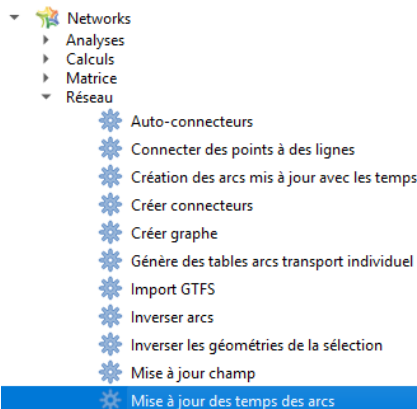 Networks
Analyses
Calculs
Matrice
Réseau
Auto-connecteurs
Connecter des points à des lignes
Création des arcs mis à jour avec les temps
Créer connecteurs
Créer graphe
Génère des tables arcs transport individuel
Import GTFS
Inverser arcs
Inverser les géométries de la sélection
Mise à jour champ
Mise à jour des temps des arcs